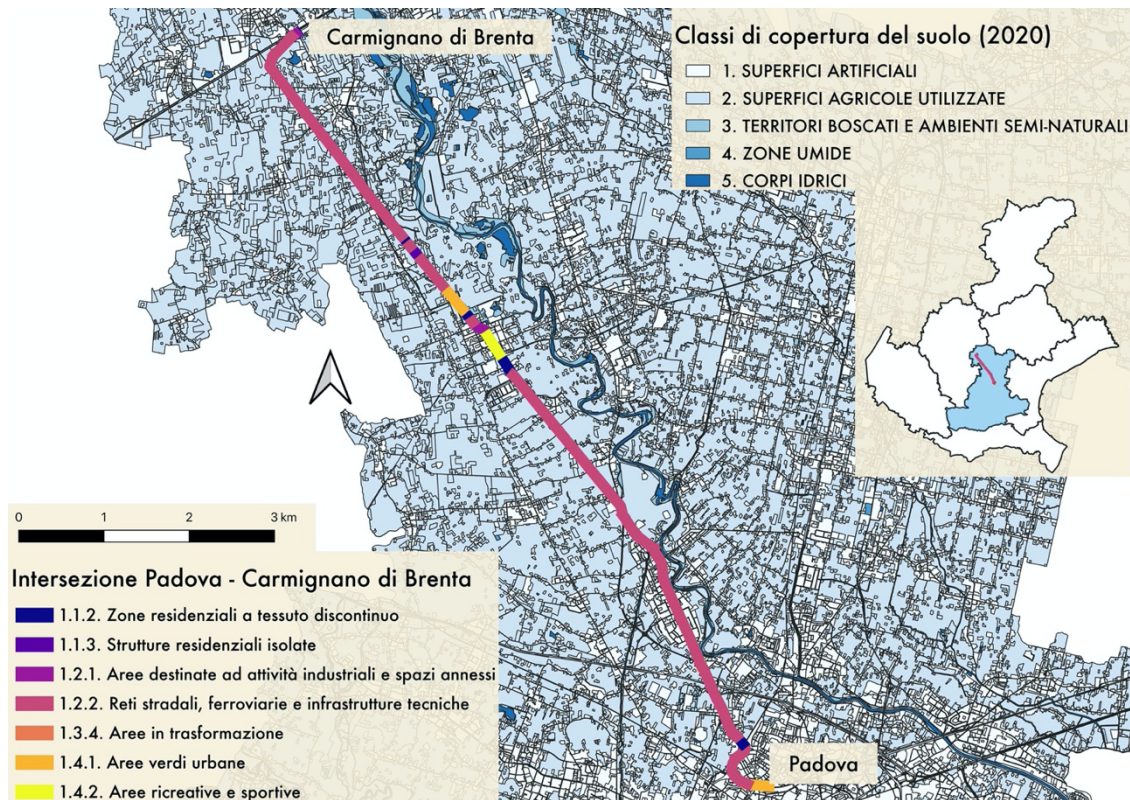 Carmignano di Brenta
Classi di copertura del suolo (2020)
1. SUPERFICI ARTIFICIALI
2. SUPERFICI AGRICOLE UTILIZZATE
3. TERRITORI BOSCATI E AMBIENTI SEMI-NATURALI
4. ZONE UMIDE
5. CORPI IDRICI
0 1 2 3 km
Intersezione Padova - Carmignano di Brenta
1.1.2. Zone residenziali a tessuto discontinuo
1.1.3. Strutture residenziali isolate
1.2.1. Aree destinate ad attività industriali e spazi annessi
1.2.2. Reti stradali, ferroviarie e infrastrutture tecniche
1.3.4. Aree in trasformazione
1.4.1. Aree verdi urbane
1.4.2. Aree ricreative e sportive
Padova